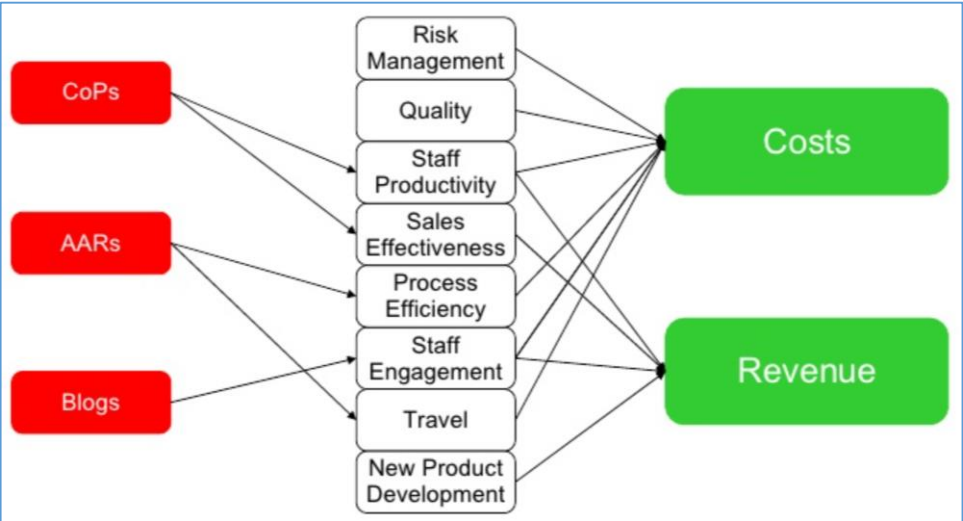 CoPs
AARs
Blogs
Risk
Management
Quality
Staff
Productivity
Sales
Effectiveness
Process
Efficiency
Staff
Engagement
Travel
New Product
Development
Costs
Revenue